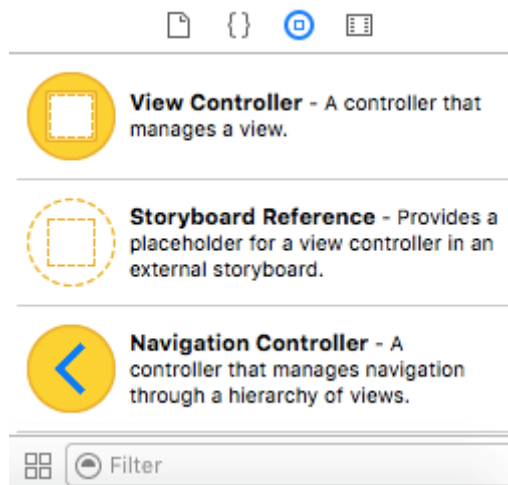 View Controller - A controller that
manages a view.
Storyboard Reference - Provides a
placeholder for a view controller in an
external storyboard.
Navigation Controller - A
controller that manages navigation
through a hierarchy of views.
Filter